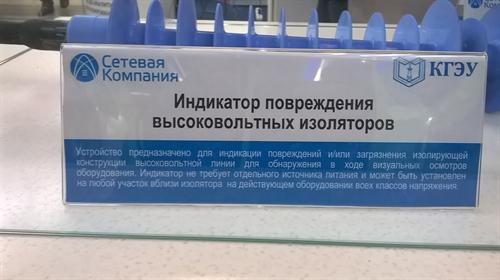 Сетевая
Компания
КГЭУ
Индикатор повреждения
высоковольтных изоляторов
Устройство предназначено для индикации повреждений и/или загрязнения изолирующей
конструкции высоковольтной линии для обнаружения в ходе визуальных осмотров
оборудования. Индикатор не требует отдельного источника питания и может быть установлен
на любой участок вблизи изолятора на действующем оборудовании всех классов напряжения.